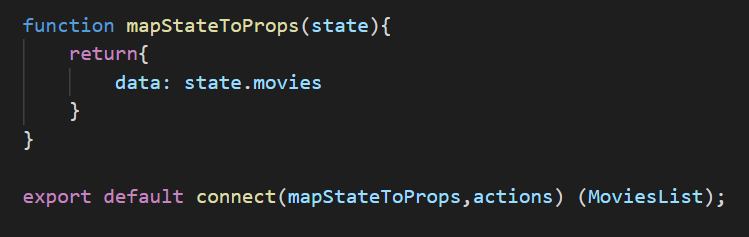 function mapStateToProps(state){
return{
data: state.movies
}
}
export default connect(mapStateToProps,actions) (MoviesList);